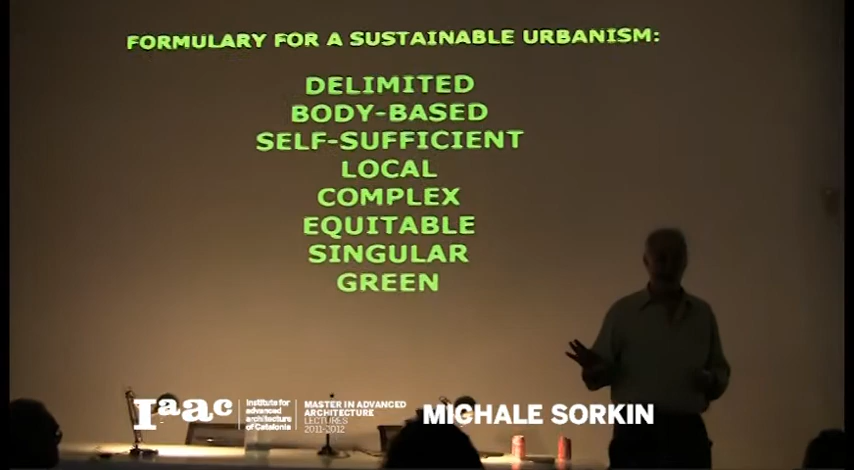 FORMULARY FOR A SUSTAINABLE URBANISM:
DELIMITED
BODY-BASED
SELF-SUFFICIENT
LOCAL
COMPLEX
EQUITABLE
SINGULAR
GREEN
Iaac
Institute for
advanced
architecture
of Catalonia
MASTER IN ADVANCED
ARCHITECTURE
LECTURES
2011-2012
MIGHALE SORKIN